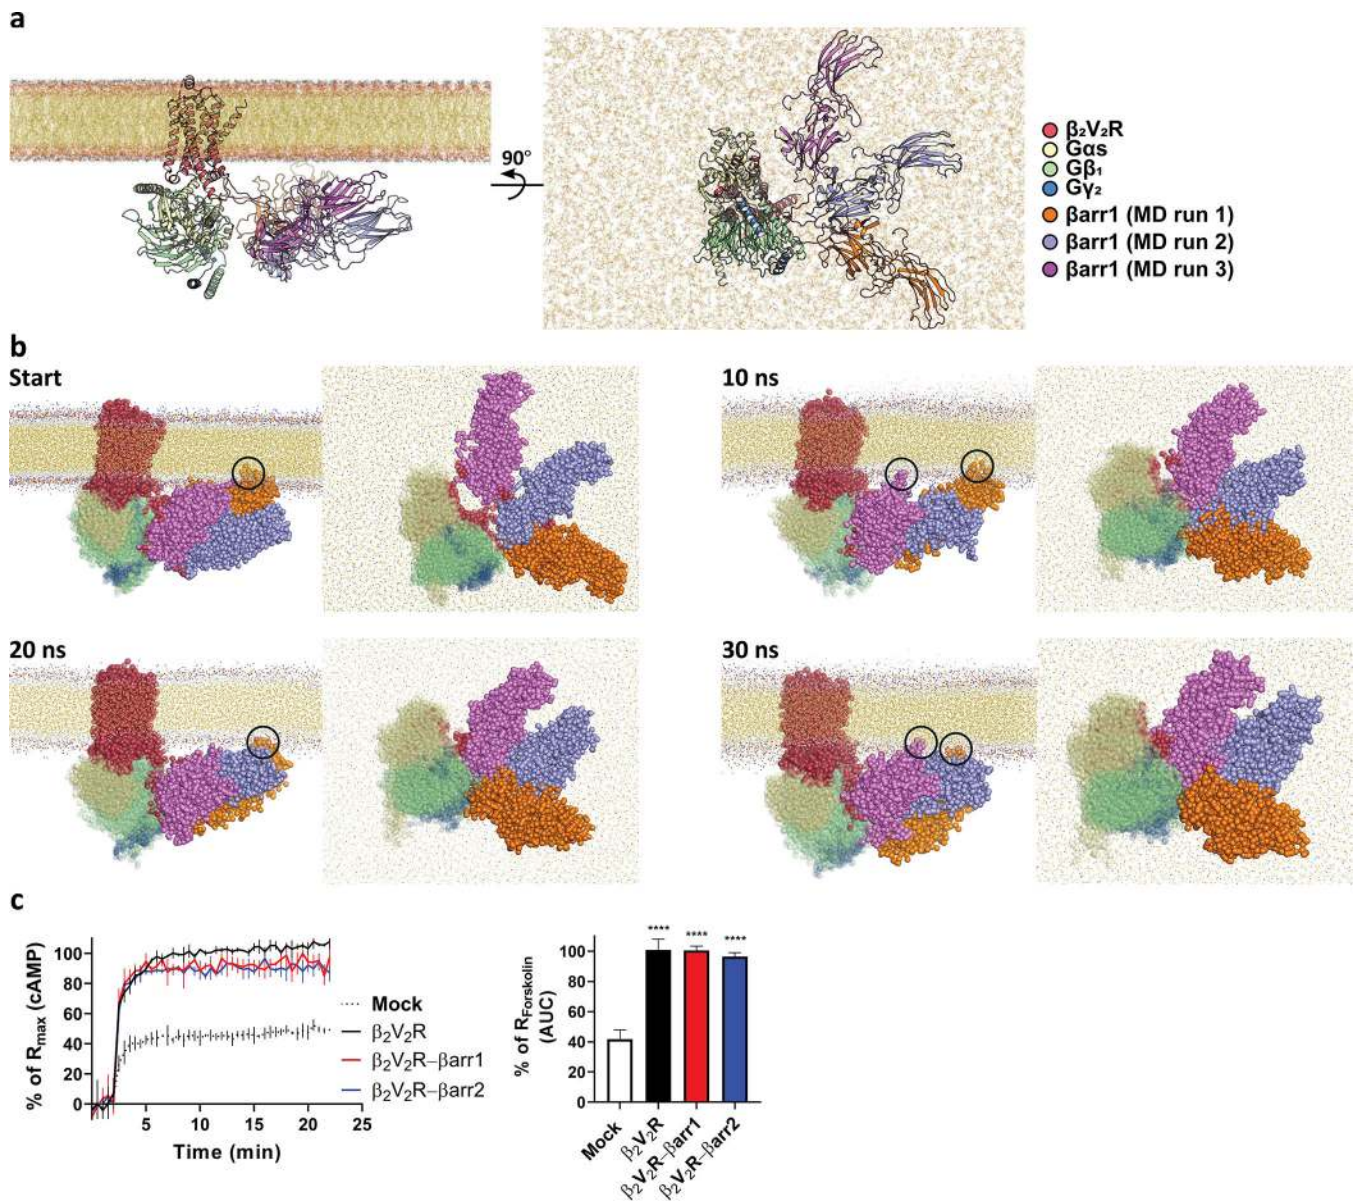 a
90°
β₂V₂R
Gαs
Gβ₁
Gγ₂
βarr1 (MD run 1)
βarr1 (MD run 2)
βarr1 (MD run 3)
b
Start
10 ns
20 ns
30 ns
c
% of Rmax (cAMP)
100
80
60
40
20
0
5
10
15
20
25
Time (min)
Mock
β₂V₂R
β₂V₂R–βarr1
β₂V₂R–βarr2
% of RForskolin
(AUC)
100
80
60
40
20
0
****
****
****
Mock
β₂V₂R
β₂V₂R–βarr1
β₂V₂R–βarr2